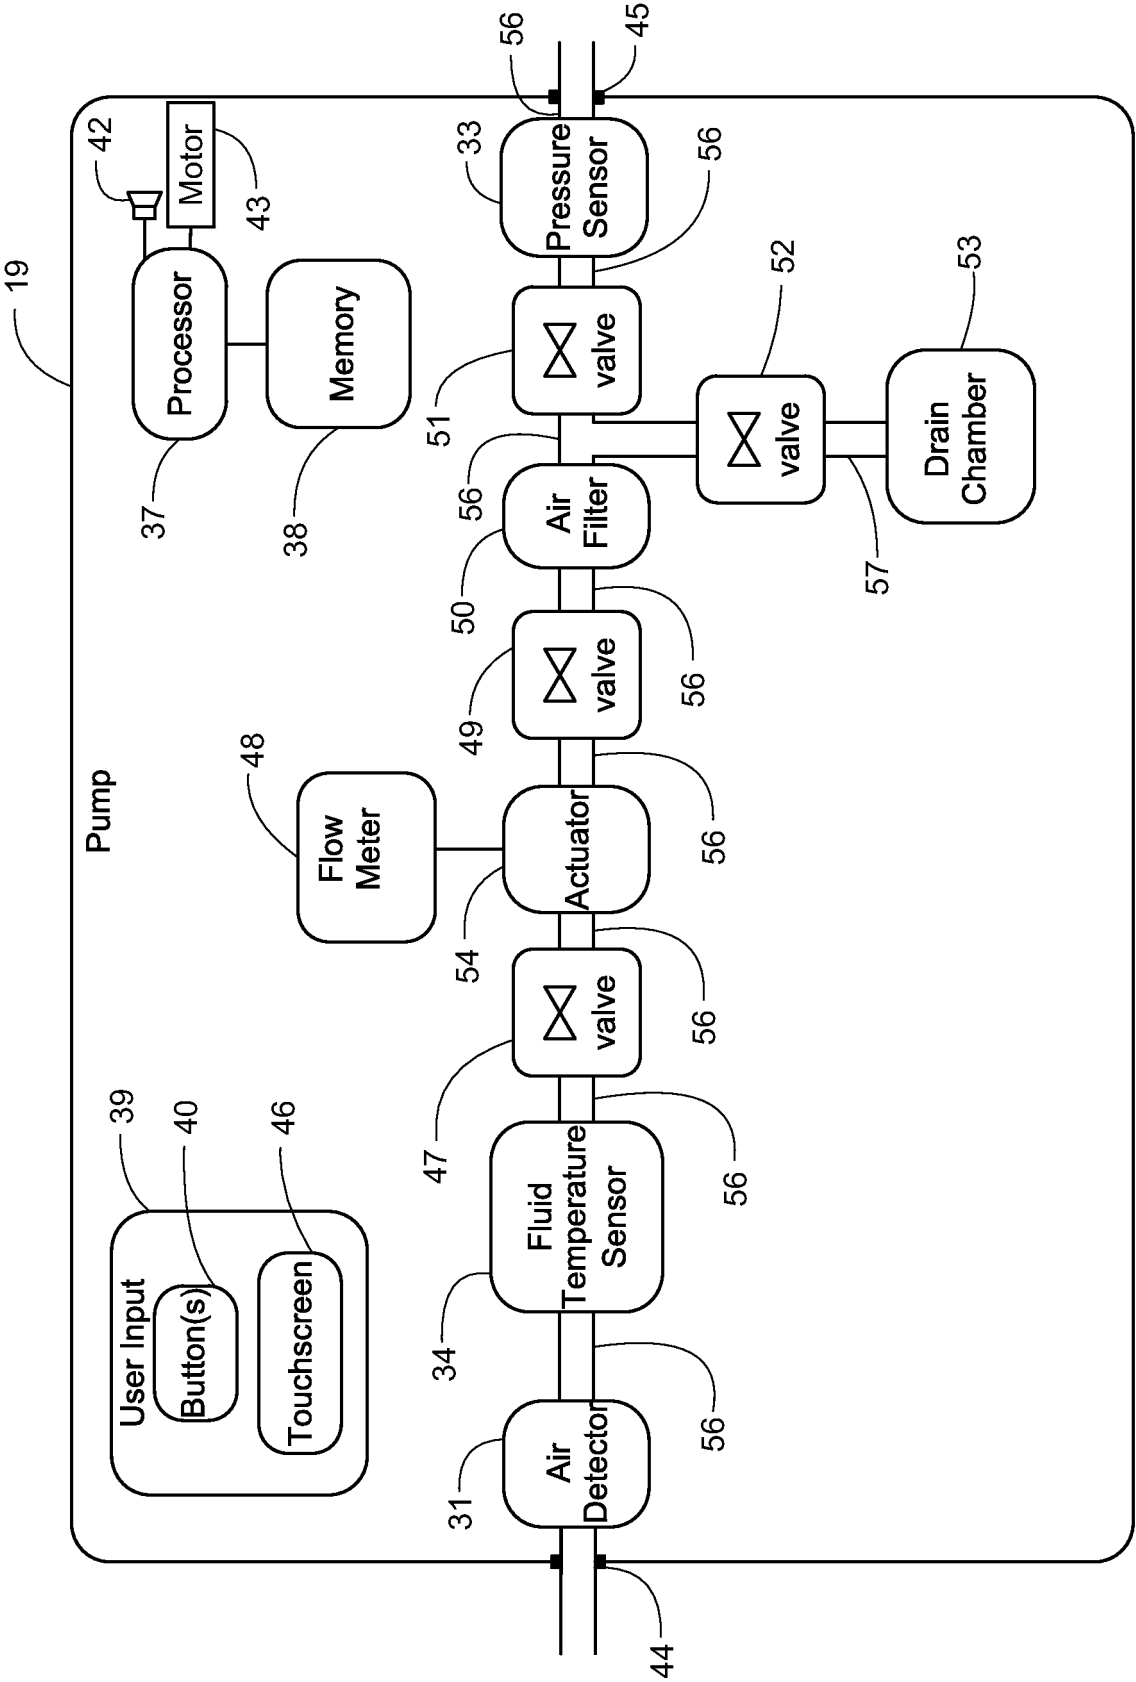 19
Pump
39
User Input
40
Button(s)
46
Touchscreen
48
Flow
Meter
37
Processor
38
Memory
42
Motor
43
44
31
Air
Detector
56
34
Fluid
Temperature
Sensor
56
47
valve
56
54
Actuator
56
49
valve
56
50
Air
Filter
56
51
valve
56
33
Pressure
Sensor
56
45
52
valve
57
53
Drain
Chamber